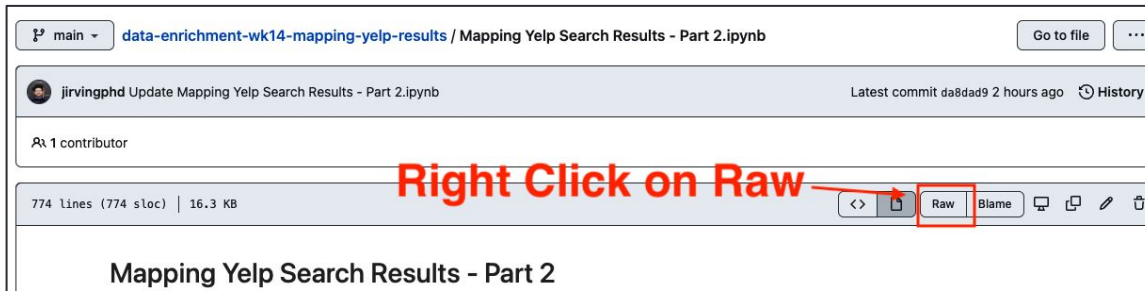 main
data-enrichment-wk14-mapping-yelp-results / Mapping Yelp Search Results - Part 2.ipynb
Go to file
...
jirvingphd Update Mapping Yelp Search Results - Part 2.ipynb
Latest commit da8dad9 2 hours ago
History
1 contributor
Right Click on Raw
774 lines (774 sloc) | 16.3 KB
<>
Raw
Blame
Mapping Yelp Search Results - Part 2